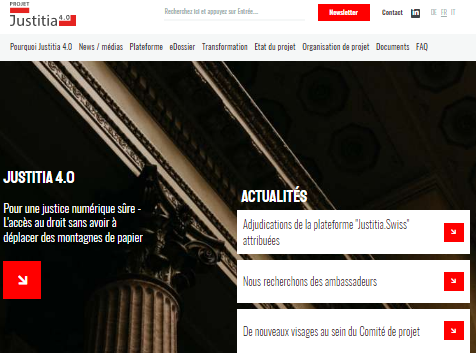 PROJET
Justitia 4.0
Recherchez ici et appuyez sur Entrée...
Newsletter
Contact
in
DE FR IT
Pourquoi Justitia 4.0 News / médias Plateforme eDossier Transformation Etat du projet Organisation de projet Documents FAQ
JUSTITIA 4.0
Pour une justice numérique sûre -
L'accès au droit sans avoir à
déplacer des montagnes de papier
ACTUALITÉS
Adjudications de la plateforme "Justitia.Swiss"
attribuées
Nous recherchons des ambassadeurs
De nouveaux visages au sein du Comité de projet